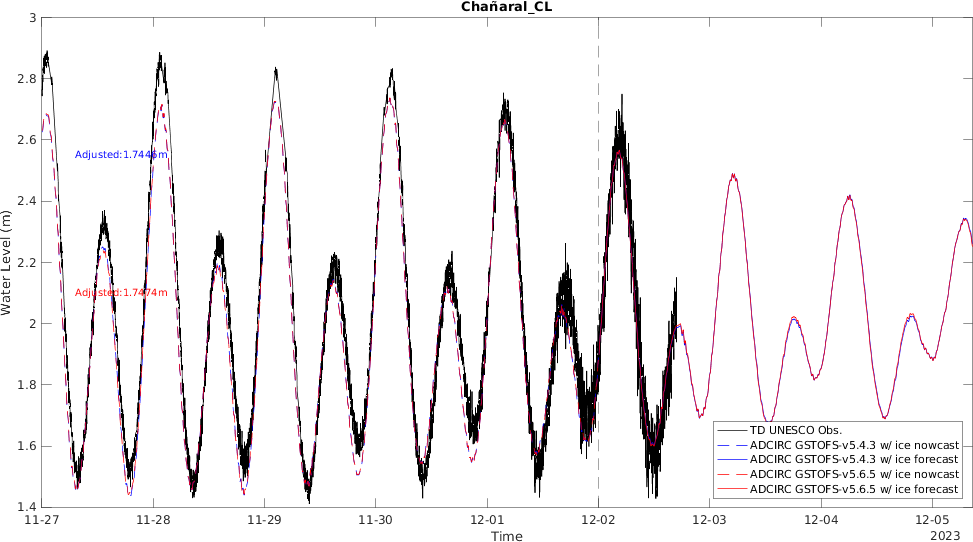 Chañaral_CL
3
2.8
2.6
2.4
2.2
2
1.8
1.6
1.4
Water Level (m)
Adjusted:1.7446m
Adjusted:1.7474m
TD UNESCO Obs.
ADCIRC GSTOFS-v5.4.3 w/ ice nowcast
ADCIRC GSTOFS-v5.4.3 w/ ice forecast
ADCIRC GSTOFS-v5.6.5 w/ ice nowcast
ADCIRC GSTOFS-v5.6.5 w/ ice forecast
11-27 11-28 11-29 11-30 12-01 12-02 12-03 12-04 12-05
Time
2023